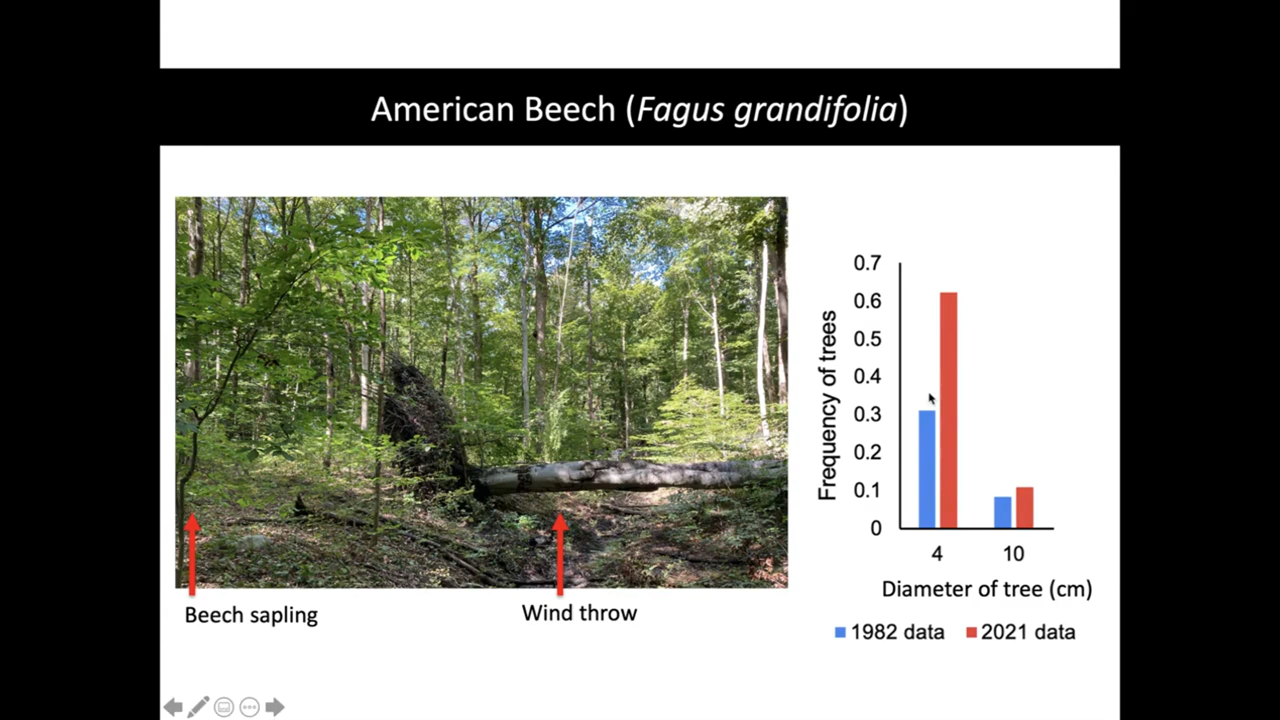 American Beech (Fagus grandifolia)
Beech sapling
Wind throw
Frequency of trees
0.7
0.6
0.5
0.4
0.3
0.2
0.1
0
4 10
Diameter of tree (cm)
1982 data 2021 data